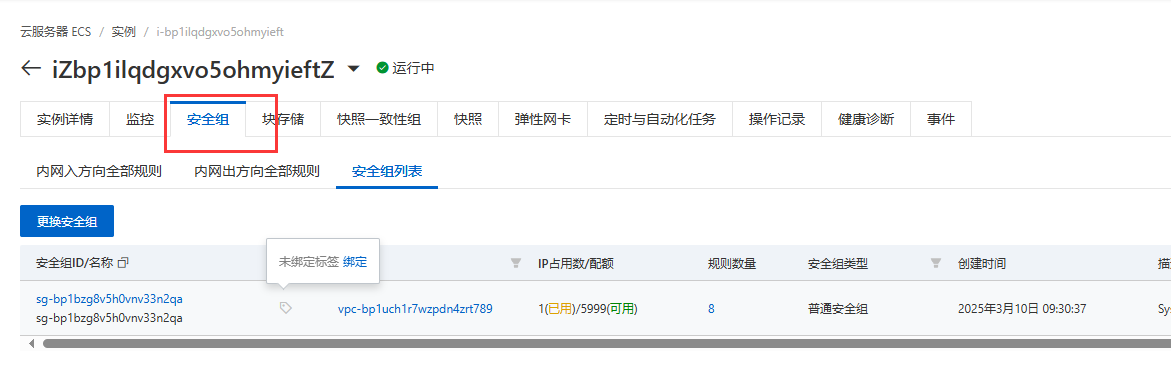 云服务器 ECS / 实例 / i-bp1ilqdgxvo5ohmyieft
iZbp1ilqdgxvo5ohmyieftZ 运行中
实例详情 监控 安全组 块存储 快照一致性组 快照 弹性网卡 定时与自动化任务 操作记录 健康诊断 事件
内网入方向全部规则 内网出方向全部规则 安全组列表
更换安全组
未绑定标签 绑定
安全组ID/名称 IP占用数/配额 规则数量 安全组类型 创建时间
sg-bp1bzg8v5h0vnv33n2qa vpc-bp1uch1r7wzpdn4zrt789 1(已用)/5999(可用) 8 普通安全组 2025年3月10日 09:30:37 Sys
sg-bp1bzg8v5h0vnv33n2qa